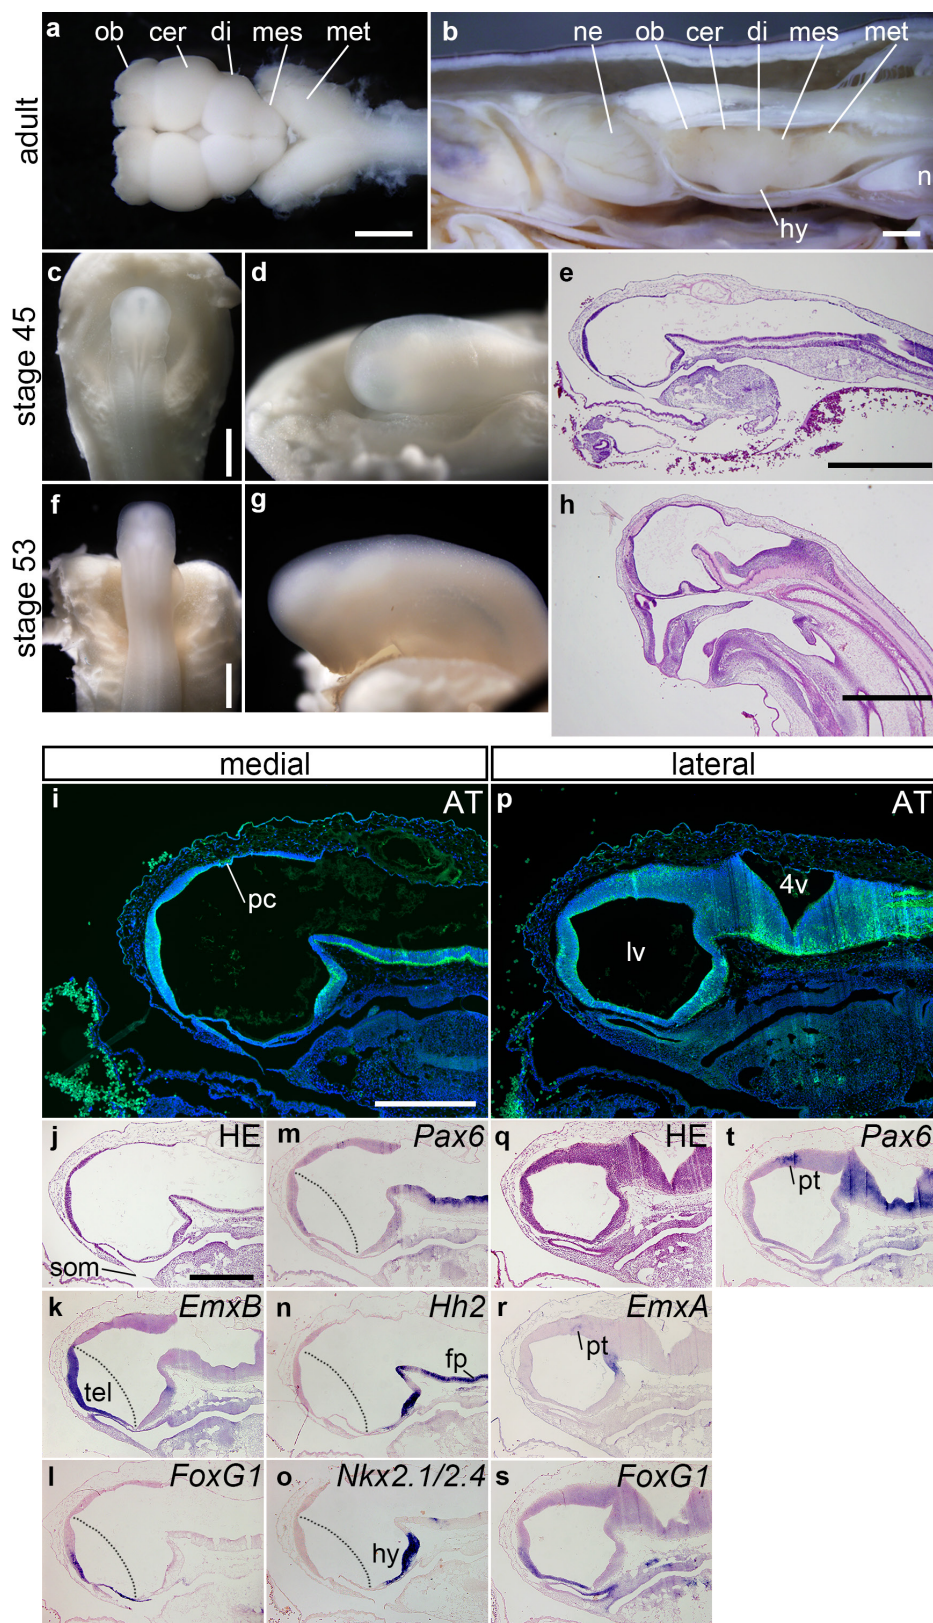 a
ob cer di mes met
b
ne ob cer di mes met
n
hy
adult
c
d
e
stage 45
f
g
h
stage 53
medial
lateral
i
AT
pc
p
AT
4v
lv
j
HE
som
m
Pax6
q
HE
t
Pax6
pt
k
EmxB
tel
n
Hh2
fp
r
EmxA
pt
l
FoxG1
o
Nkx2.1/2.4
hy
s
FoxG1